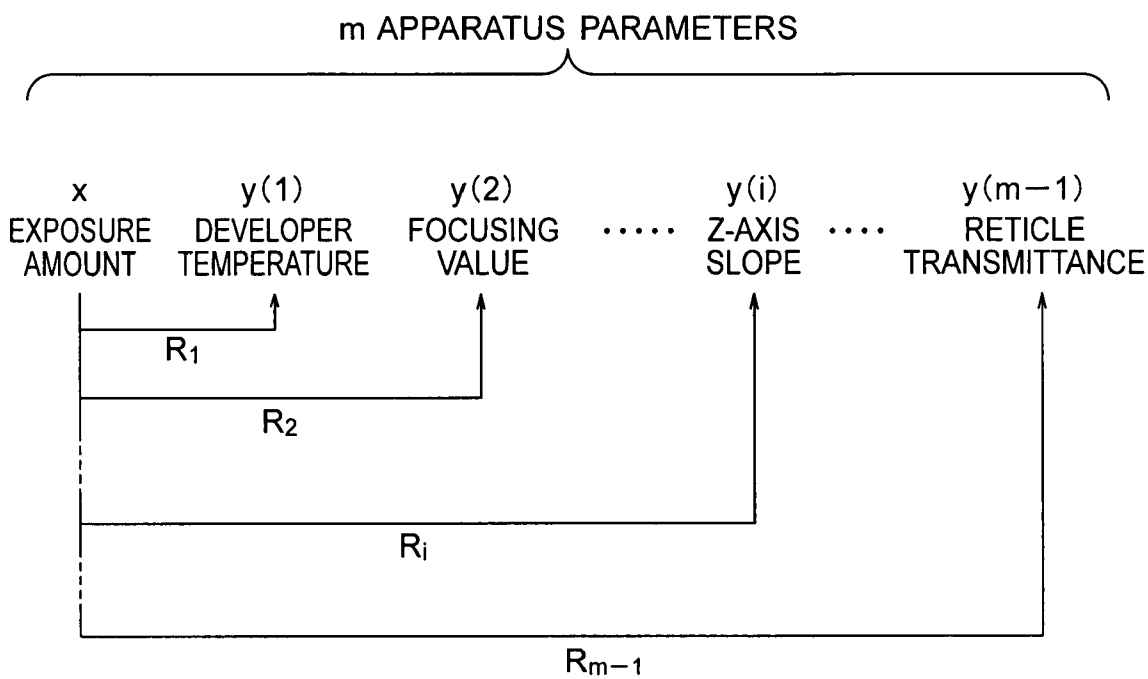 m APPARATUS PARAMETERS
x y(1) y(2) y(i) y(m−1)
EXPOSURE DEVELOPER FOCUSING ····· Z-AXIS ···· RETICLE
AMOUNT TEMPERATURE VALUE SLOPE TRANSMITTANCE
R1
R2
Ri
Rm−1